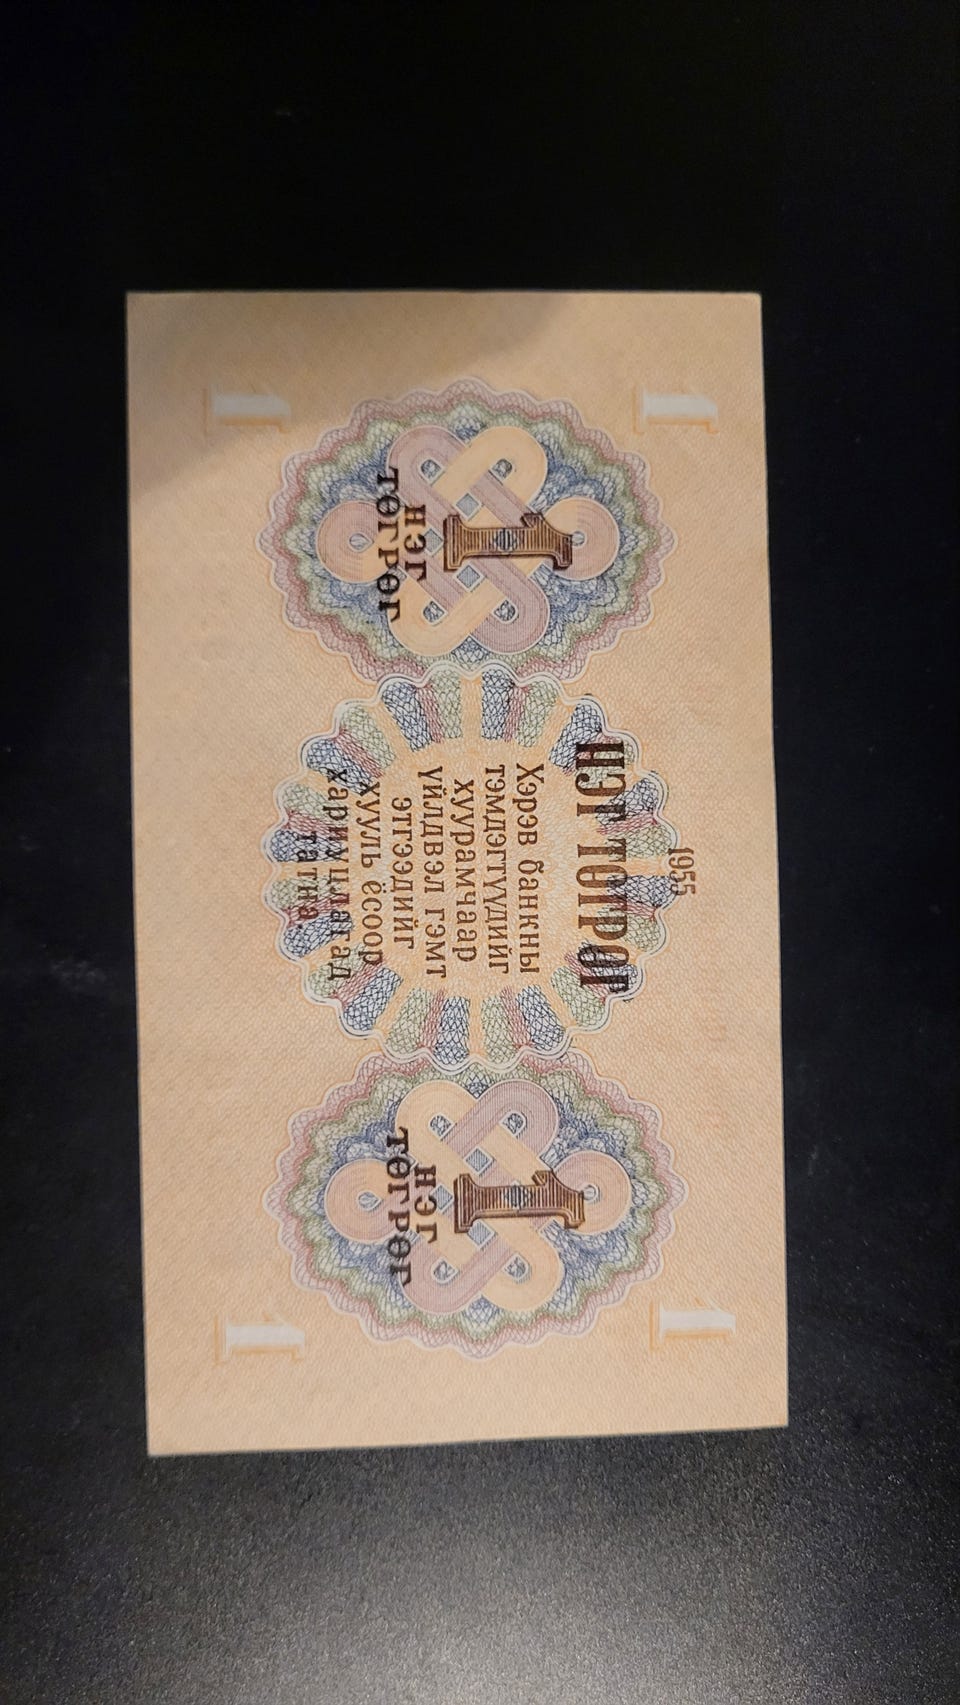 1
1
1955
НЭГ ТӨГРӨГ
Хэрэв банкны
тэмдэгтүүдийг
хуурамчаар
үйлдвэл гэмт
этгээдийг
хууль ёсоор
хариуцлагад
татна.
1
НЭГ
ТӨГРӨГ
1
НЭГ
ТӨГРӨГ
1
1